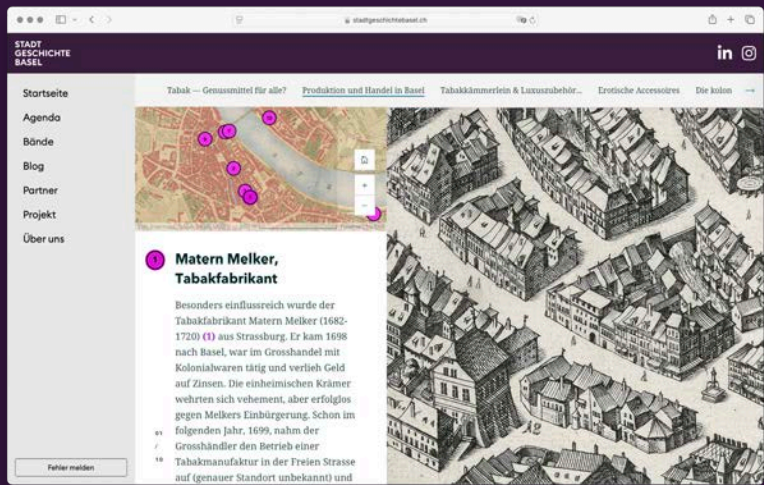 stadtgeschichtebasel.ch
STADT
GESCHICHTE
BASEL
in
Startseite
Agenda
Bände
Blog
Partner
Projekt
Über uns
Fehler melden
Tabak — Genussmittel für alle?
Produktion und Handel in Basel
Tabakkämmerlein & Luxuszubehör...
Erotische Accessoires
Die kolon
+
−
1
Matern Melker,
Tabakfabrikant
Besonders einflussreich wurde der
Tabakfabrikant Matern Melker (1682-
1720) (1) aus Strassburg. Er kam 1698
nach Basel, war im Grosshandel mit
Kolonialwaren tätig und verlieh Geld
auf Zinsen. Die einheimischen Krämer
wehrten sich vehement, aber erfolglos
gegen Melkers Einbürgerung. Schon im
folgenden Jahr, 1699, nahm der
Grosshändler den Betrieb einer
Tabakmanufaktur in der Freien Strasse
auf (genauer Standort unbekannt) und
01
/
10